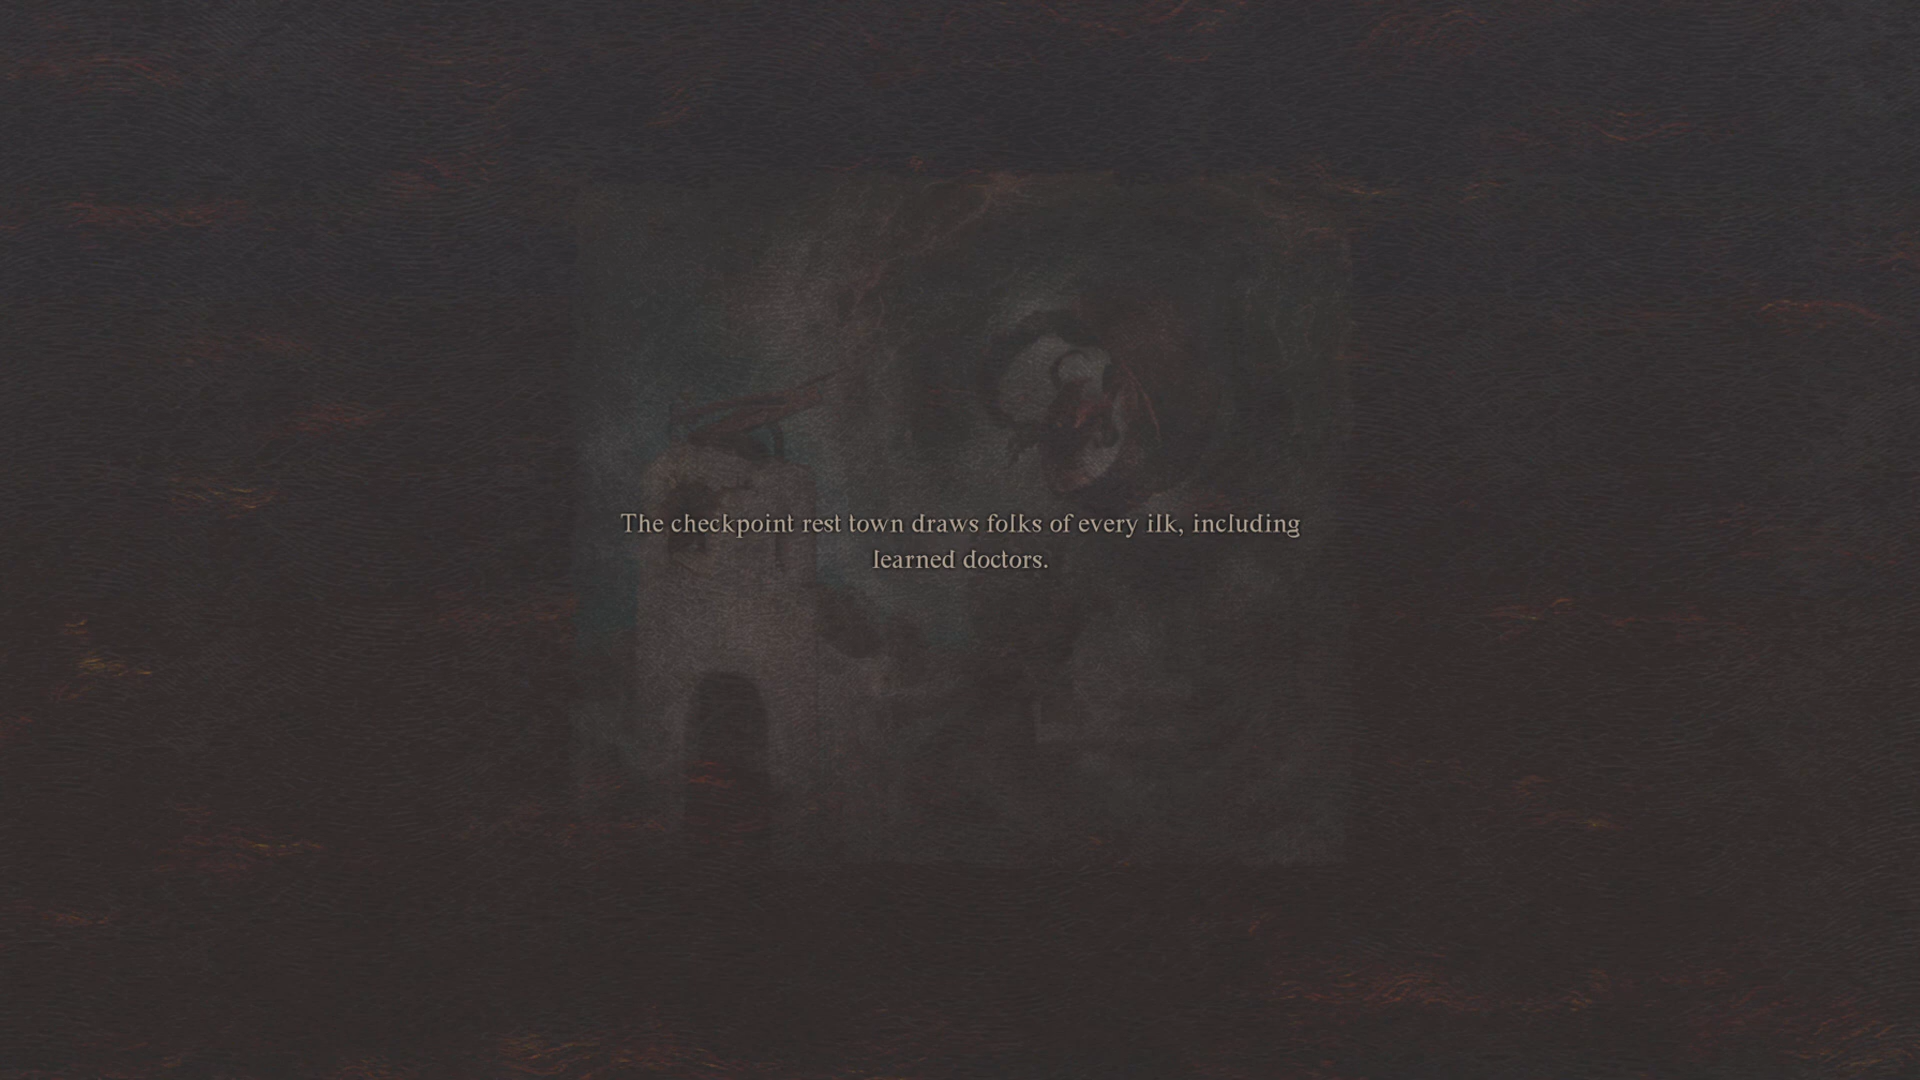 The checkpoint rest town draws folks of every ilk, including
learned doctors.